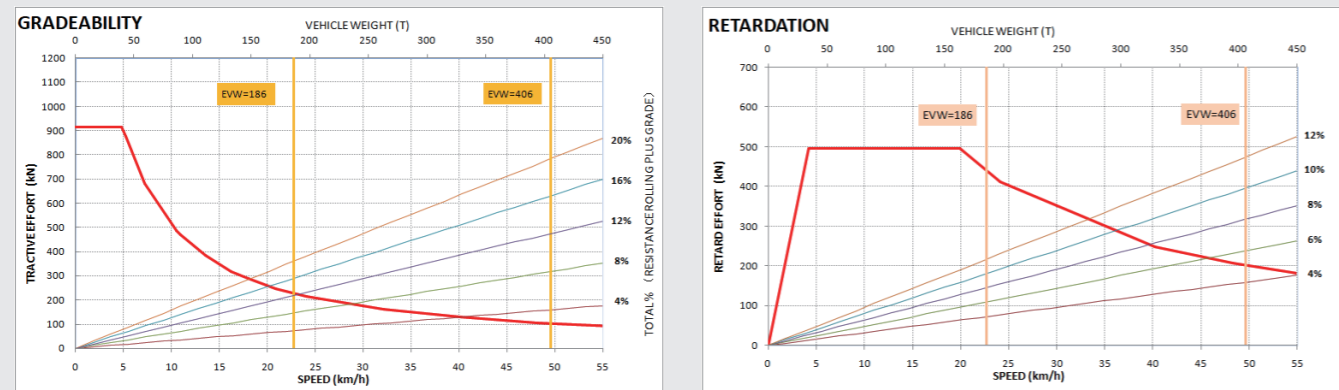 GRADEABILITY
VEHICLE WEIGHT (T)
0 50 100 150 200 250 300 350 400 450
1200
1100
1000
900
800
700
600
500
400
300
200
100
0
TRACTIVE EFFORT (kN)
EVW=186
EVW=406
20%
16%
12%
8%
4%
TOTAL% (RESISTANCEROLLING PLUS GRADE)
0 5 10 15 20 25 30 35 40 45 50 55
SPEED (km/h)
RETARDATION
VEHICLE WEIGHT (T)
0 50 100 150 200 250 300 350 400 450
700
600
500
400
300
200
100
0
RETARD EFFORT (kN)
EVW=186
EVW=406
12%
10%
8%
6%
4%
0 5 10 15 20 25 30 35 40 45 50 55
SPEED (km/h)